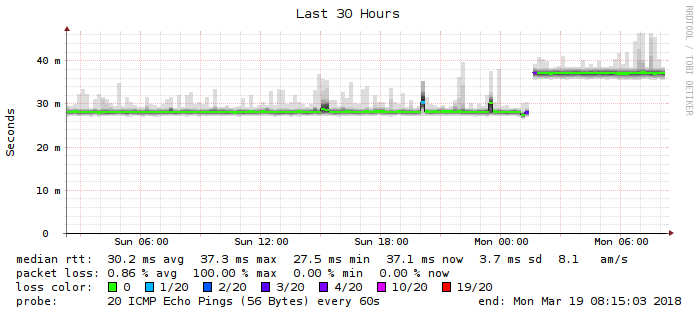 Last 30 Hours
RRDTOOL / TOBI OETIKER
Seconds
40 m
30 m
20 m
10 m
0
Sun 06:00 Sun 12:00 Sun 18:00 Mon 00:00 Mon 06:00
median rtt: 30.2 ms avg 37.3 ms max 27.5 ms min 37.1 ms now 3.7 ms sd 8.1 am/s
packet loss: 0.86 % avg 100.00 % max 0.00 % min 0.00 % now
loss color: 0 1/20 2/20 3/20 4/20 10/20 19/20
probe: 20 ICMP Echo Pings (56 Bytes) every 60s end: Mon Mar 19 08:15:03 2018